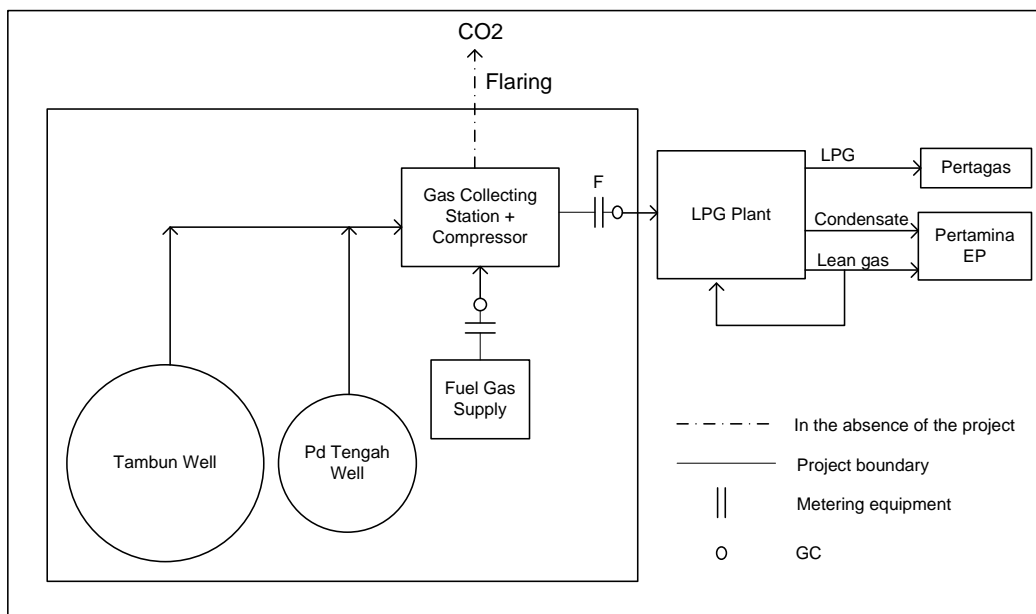 CO2
Flaring
Gas Collecting
Station +
Compressor
F
LPG Plant
LPG
Pertagas
Condensate
Pertamina
EP
Lean gas
Fuel Gas
Supply
Tambun Well
Pd Tengah
Well
In the absence of the project
Project boundary
Metering equipment
GC